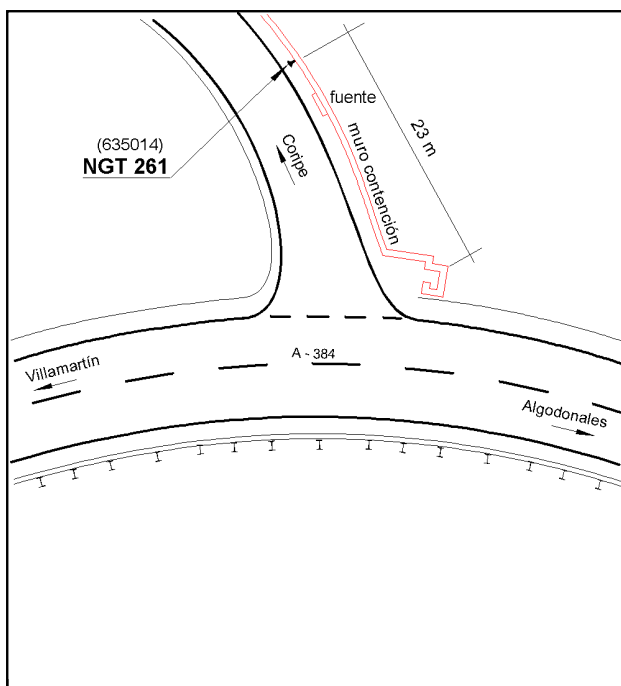 fuente
23 m
(635014)
NGT 261
Coripe
muro contención
A - 384
Villamartín
Algodonales